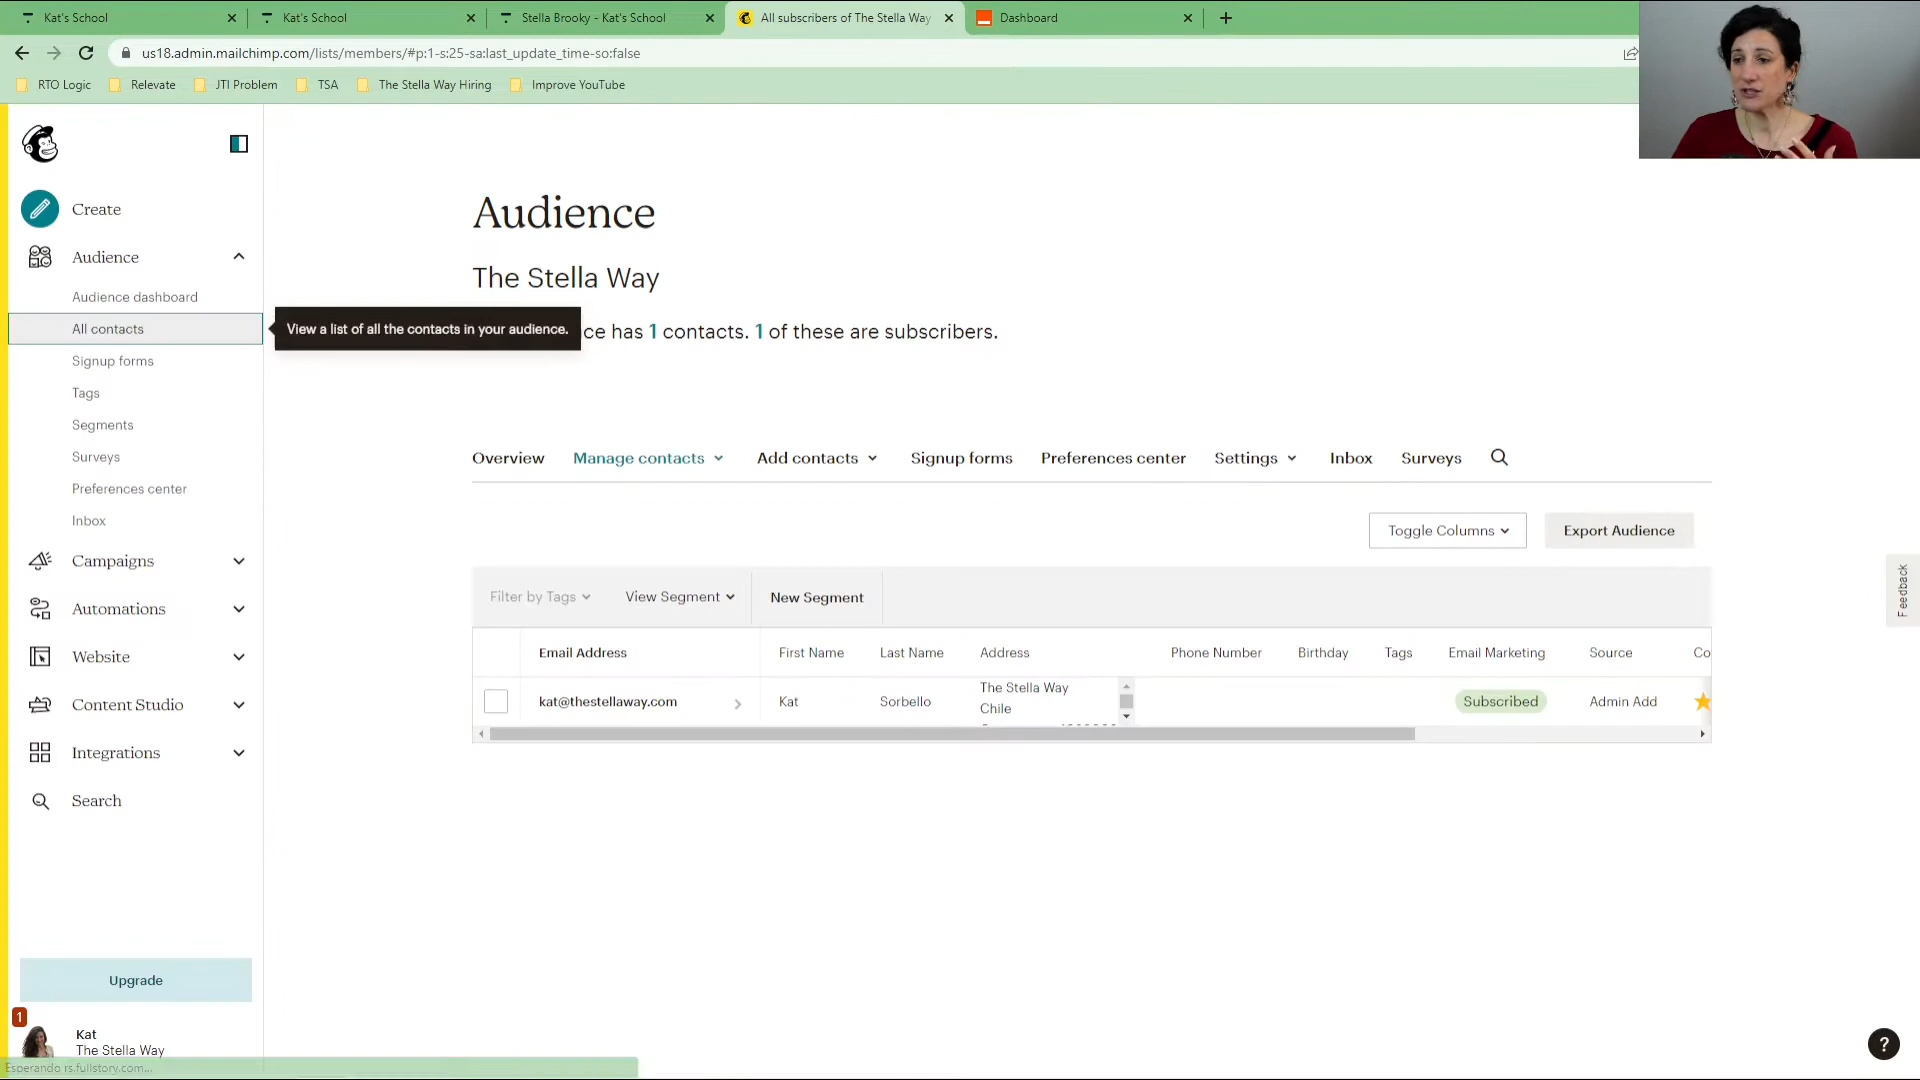 Kat's School
Kat's School
Stella Brooky - Kat's School
All subscribers of The Stella Way
Dashboard
us18.admin.mailchimp.com/lists/members/#p:1-s:25-sa:last_update_time-so:false
RTO Logic
Relevate
JTI Problem
TSA
The Stella Way Hiring
Improve YouTube
Create
Audience
Audience dashboard
All contacts
Signup forms
Tags
Segments
Surveys
Preferences center
Inbox
Campaigns
Automations
Website
Content Studio
Integrations
Search
Upgrade
1
Kat
The Stella Way
Esperando rs.fullstory.com...
View a list of all the contacts in your audience.
Audience
The Stella Way
ce has 1 contacts. 1 of these are subscribers.
Overview Manage contacts Add contacts Signup forms Preferences center Settings Inbox Surveys
Toggle Columns Export Audience
Filter by Tags View Segment New Segment
Email Address First Name Last Name Address Phone Number Birthday Tags Email Marketing Source Co
kat@thestellaway.com Kat Sorbello The Stella Way
Chile
Subscribed Admin Add
Feedback
?